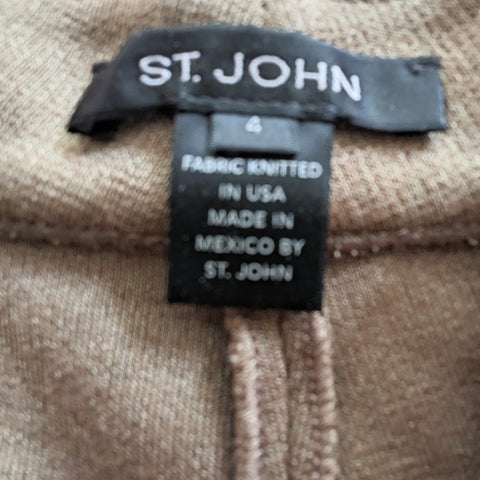 ST. JOHN
4
FABRIC KNITTED
IN USA
MADE IN
MEXICO BY
ST. JOHN